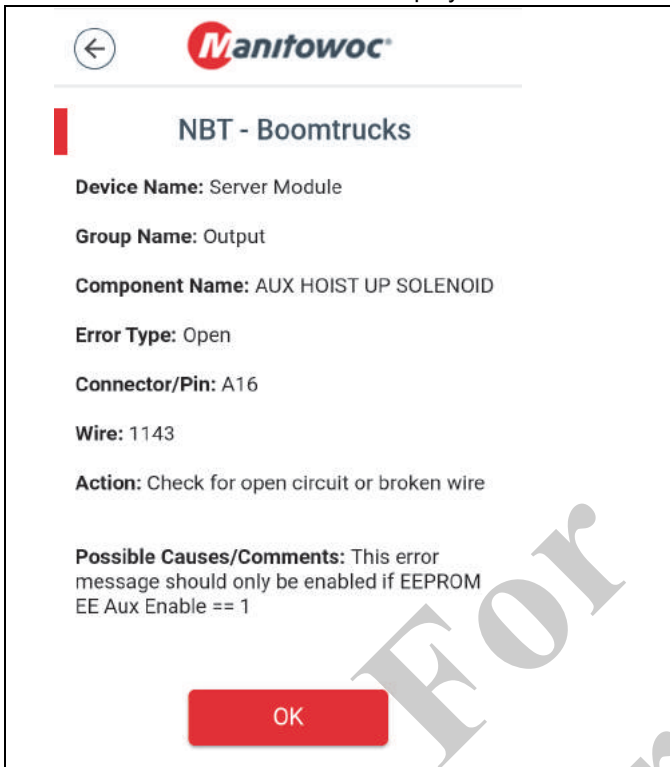 Manitowoc
NBT - Boomtrucks
Device Name: Server Module
Group Name: Output
Component Name: AUX HOIST UP SOLENOID
Error Type: Open
Connector/Pin: A16
Wire: 1143
Action: Check for open circuit or broken wire
Possible Causes/Comments: This error
message should only be enabled if EEPROM
EE Aux Enable == 1
For
OK